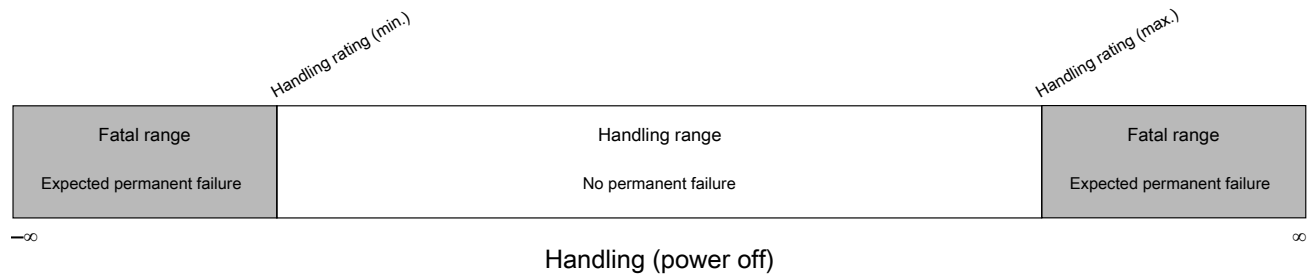 Handling rating (min.)
Handling rating (max.)
Fatal range
Handling range
Fatal range
Expected permanent failure
No permanent failure
Expected permanent failure
–∞
∞
Handling (power off)